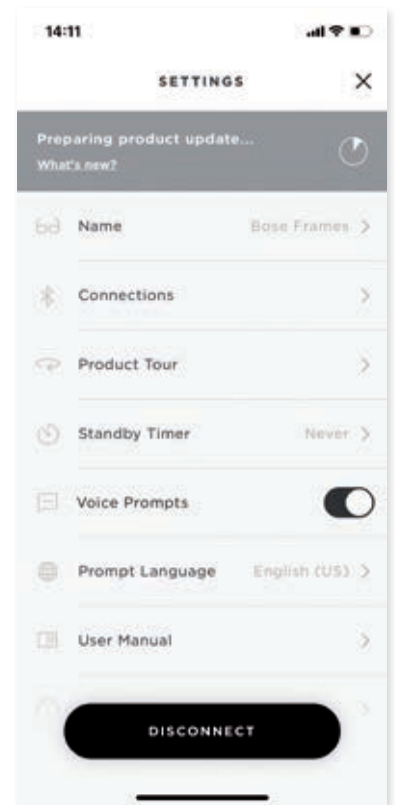 14:11
SETTINGS
Preparing product update...
What's new?
Name Bose Frames
Connections
Product Tour
Standby Timer Never
Voice Prompts
Prompt Language English (US)
User Manual
DISCONNECT